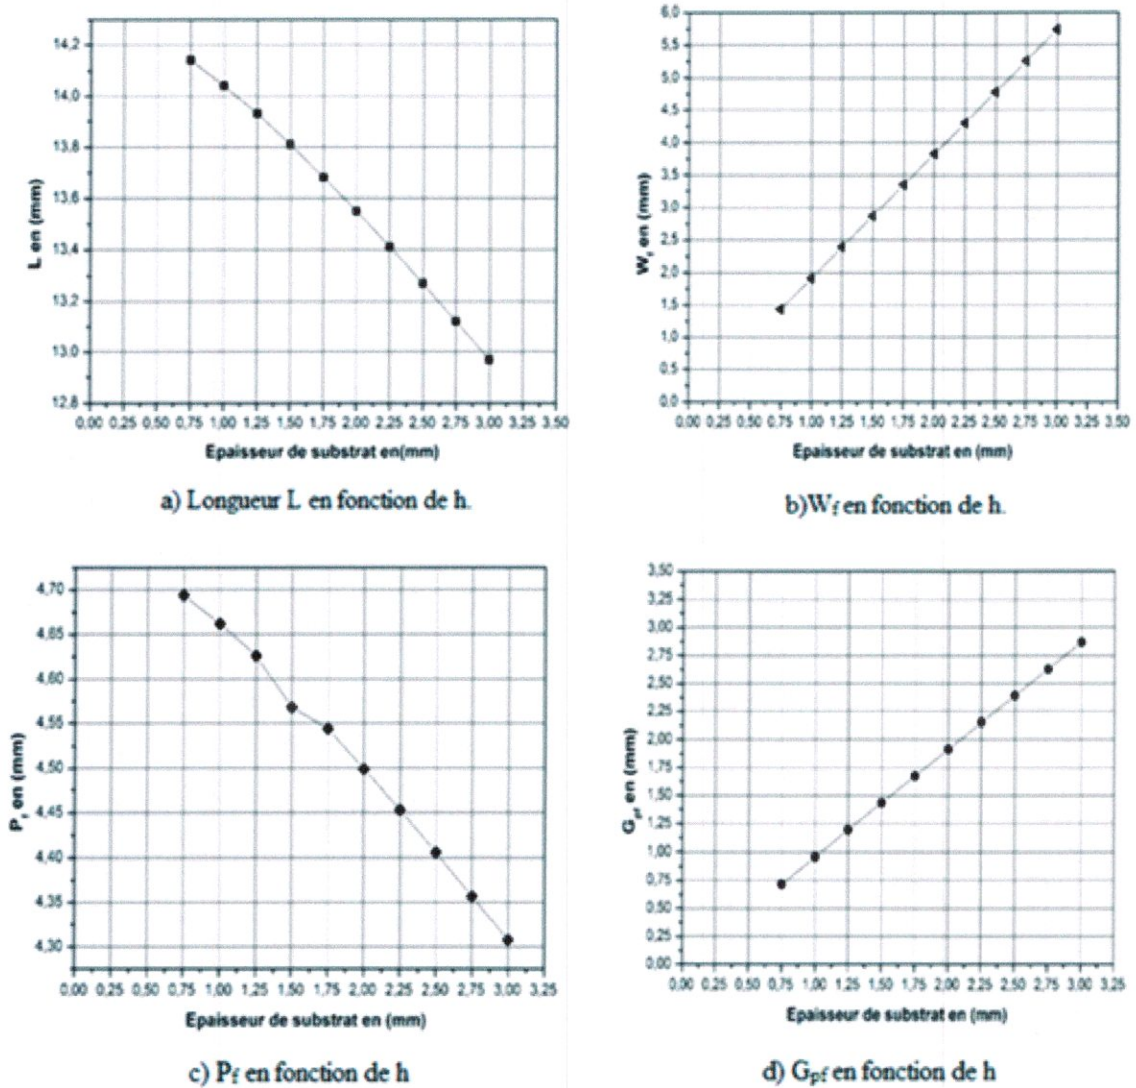 14,2
14,0
13,8
13,6
13,4
13,2
13,0
12,8
L en (mm)
0,00 0,25 0,50 0,75 1,00 1,25 1,50 1,75 2,00 2,25 2,50 2,75 3,00 3,25 3,50
Epaisseur de substrat en(mm)
a) Longueur L en fonction de h.
6,0
5,5
5,0
4,5
4,0
3,5
3,0
2,5
2,0
1,5
1,0
0,5
0,0
Wf en (mm)
0,00 0,25 0,50 0,75 1,00 1,25 1,50 1,75 2,00 2,25 2,50 2,75 3,00 3,25 3,50
Epaisseur de substrat en (mm)
b)Wf en fonction de h.
4,70
4,65
4,60
4,55
4,50
4,45
4,40
4,35
4,30
Pf en (mm)
0,00 0,25 0,50 0,75 1,00 1,25 1,50 1,75 2,00 2,25 2,50 2,75 3,00 3,25
Epaisseur de substrat en (mm)
c) Pf en fonction de h
3,50
3,25
3,00
2,75
2,50
2,25
2,00
1,75
1,50
1,25
1,00
0,75
0,50
0,25
0,00
Gpf en (mm)
0,00 0,25 0,50 0,75 1,00 1,25 1,50 1,75 2,00 2,25 2,50 2,75 3,00 3,25
Epaisseur de substrat en (mm)
d) Gpf en fonction de h